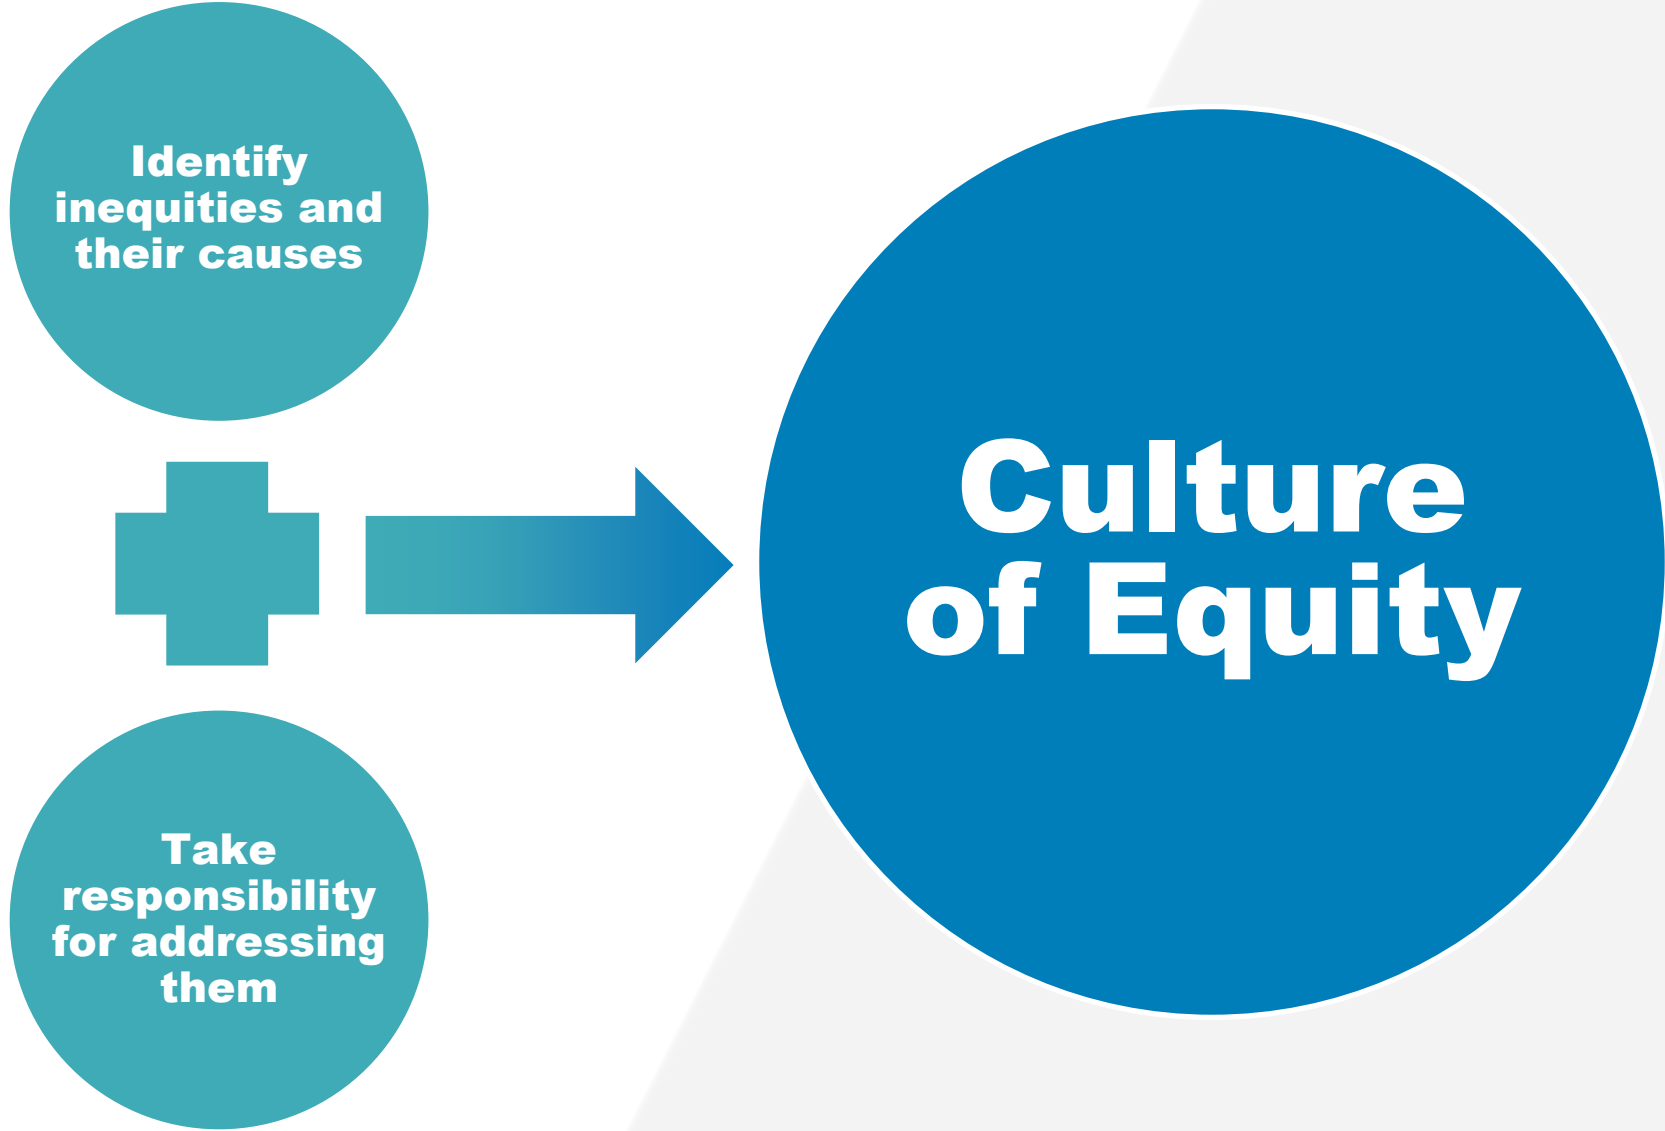 Identify
inequities and
their causes
Take
responsibility
for addressing
them
Culture
of Equity